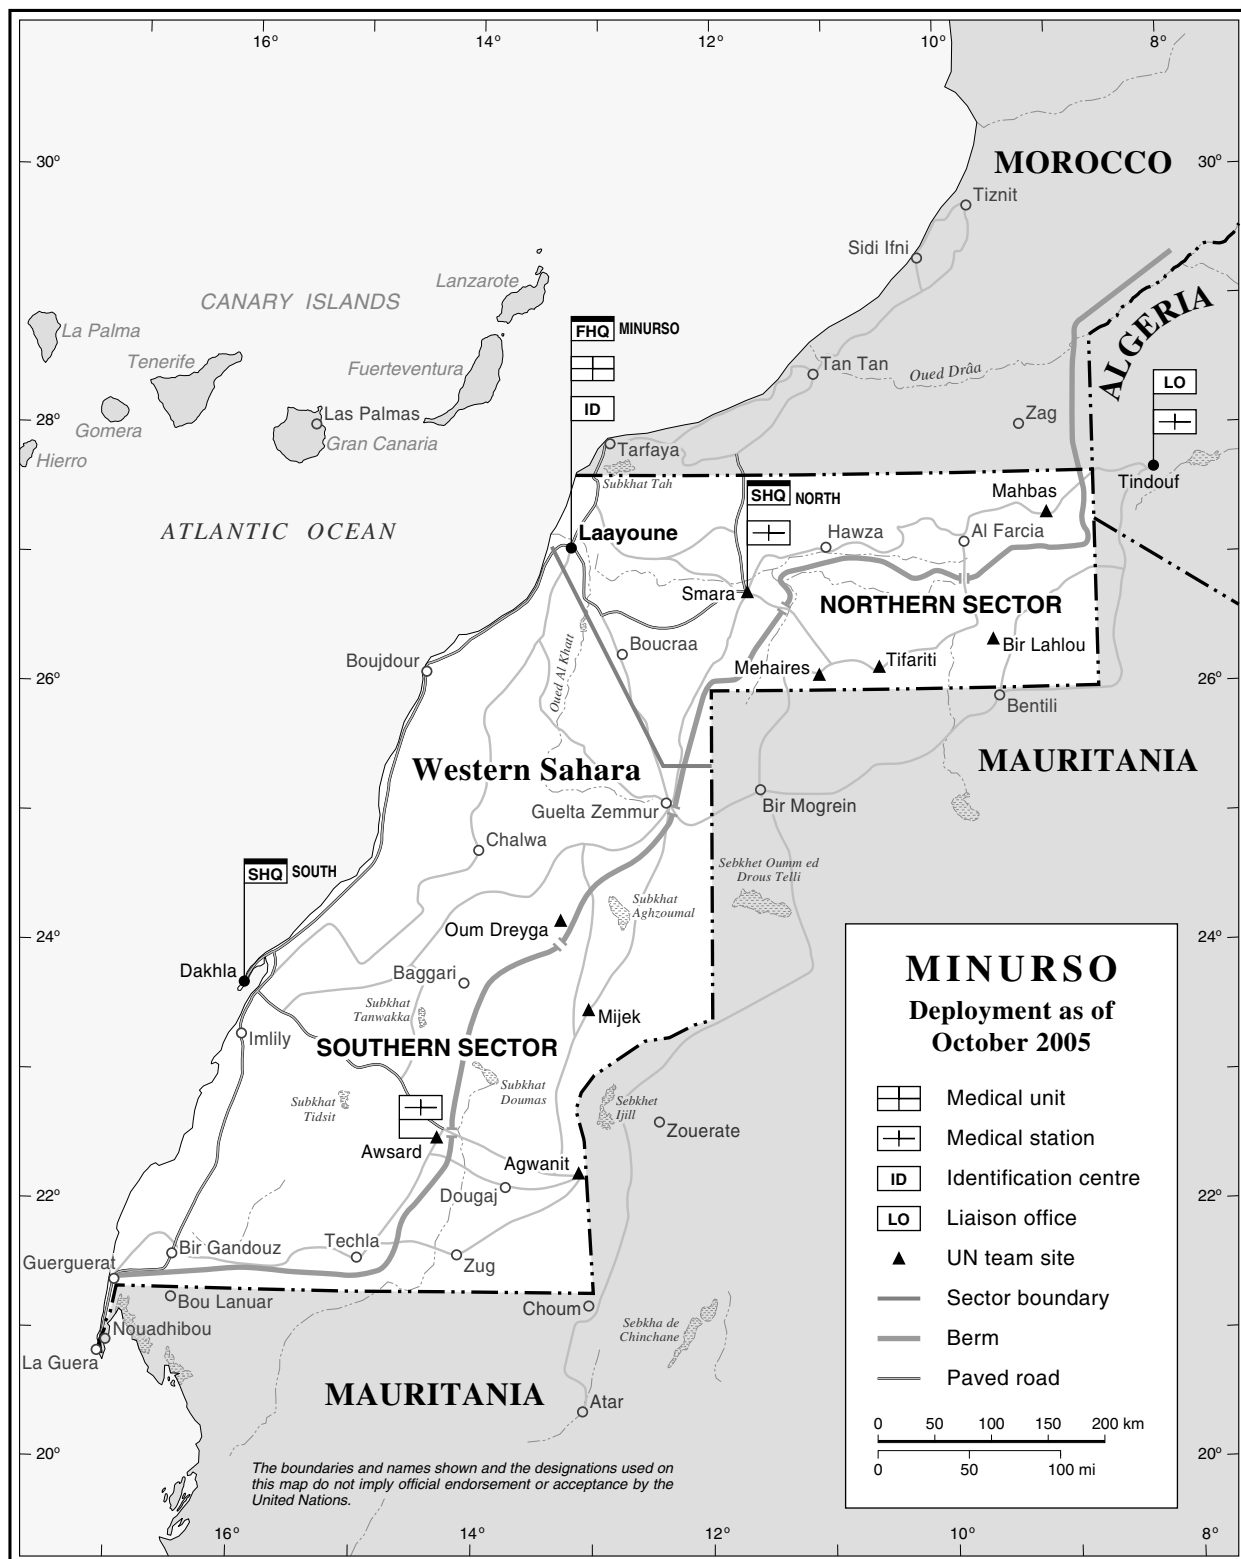 16°
14°
12°
10°
8°
30°
30°
MOROCCO
Tiznit
Sidi Ifni
Lanzarote
CANARY ISLANDS
ALGERIA
La Palma
FHQ MINURSO
Tenerife
Fuerteventura
Tan Tan
Oued Drâa
LO
ID
28°
28°
Las Palmas
Zag
Gomera
Gran Canaria
Hierro
Tarfaya
Subkhat Tah
Tindouf
SHQ NORTH
Mahbas
ATLANTIC OCEAN
Laayoune
Hawza
Al Farcia
Smara
NORTHERN SECTOR
Boucraa
Bir Lahlou
Boujdour
Oued Al Khatt
Mehaires
Tifariti
26°
26°
Bentili
Western Sahara
MAURITANIA
Guelta Zemmur
Bir Mogrein
Chalwa
SHQ SOUTH
Sebkhet Oumm ed
Drous Telli
Subkhat
Aghzoumal
Oum Dreyga
24°
24°
Dakhla
Baggari
Subkhat
Tanwakka
Mijek
Imlily
SOUTHERN SECTOR
Subkhat
Doumas
Subkhat
Tidsit
Sebkhet
Ijill
Zouerate
Awsard
Agwanit
22°
22°
Dougaj
Techla
Bir Gandouz
Zug
Guerguerat
Bou Lanuar
Choum
Nouadhibou
Sebkha de
Chinchane
La Guera
MAURITANIA
Atar
20°
20°
MINURSO
Deployment as of
October 2005
Medical unit
Medical station
ID Identification centre
LO Liaison office
UN team site
Sector boundary
Berm
Paved road
0 50 100 150 200 km
0 50 100 mi
The boundaries and names shown and the designations used on
this map do not imply official endorsement or acceptance by the
United Nations.
16°
14°
12°
10°
8°